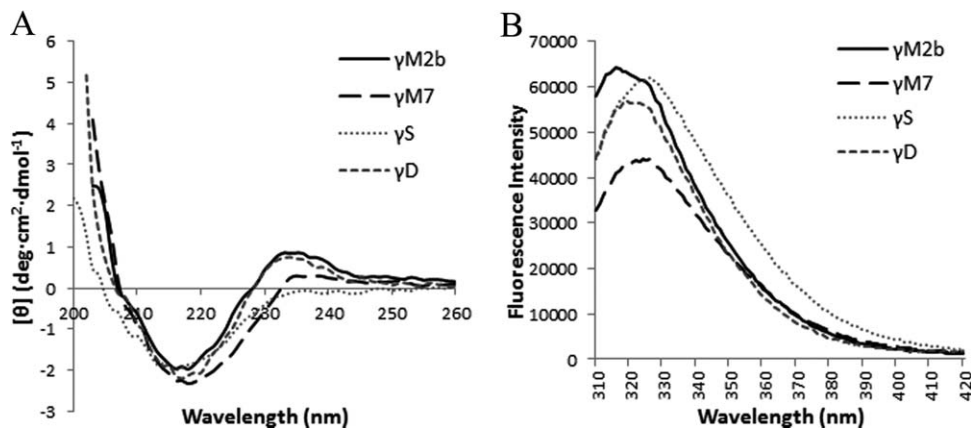 A
[θ] (deg·cm²·dmol⁻¹)
6
5
4
3
2
1
0
-1
-2
-3
200 210 220 230 240 250 260
Wavelength (nm)
γM2b
γM7
γS
γD
B
Fluorescence Intensity
70000
60000
50000
40000
30000
20000
10000
0
310 320 330 340 350 360 370 380 390 400 410 420
Wavelength (nm)
γM2b
γM7
γS
γD